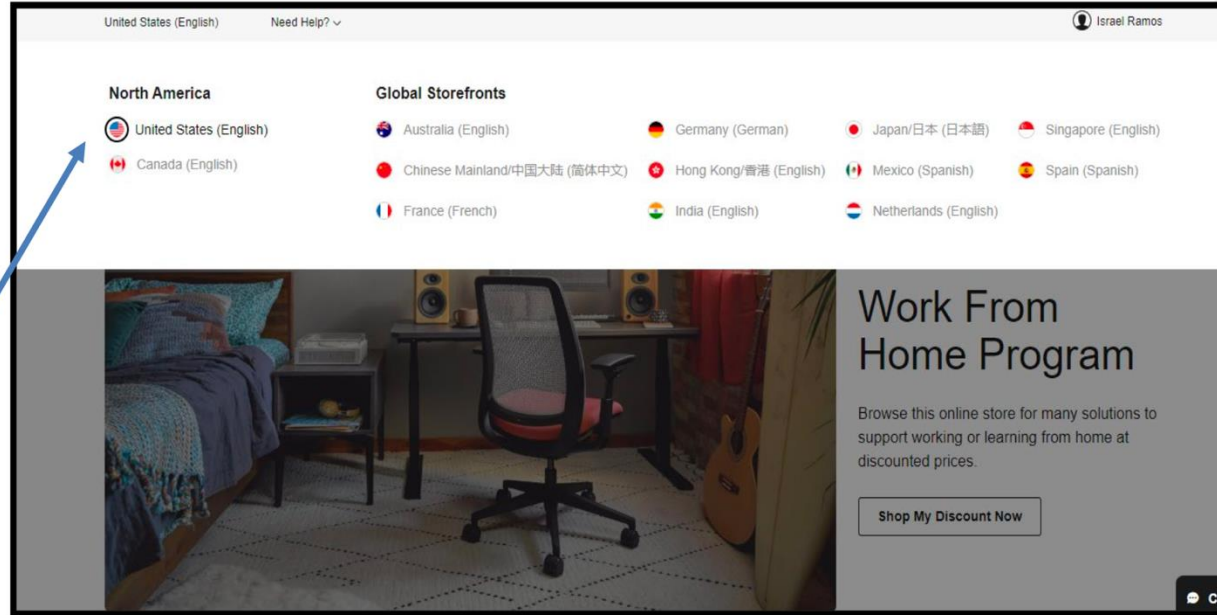 United States (English) Need Help?
Israel Ramos
North America
United States (English)
Canada (English)
Global Storefronts
Australia (English) Germany (German) Japan/日本 (日本語) Singapore (English)
Chinese Mainland/中国大陆 (简体中文) Hong Kong/香港 (English) Mexico (Spanish) Spain (Spanish)
France (French) India (English) Netherlands (English)
Work From
Home Program
Browse this online store for many solutions to
support working or learning from home at
discounted prices.
Shop My Discount Now